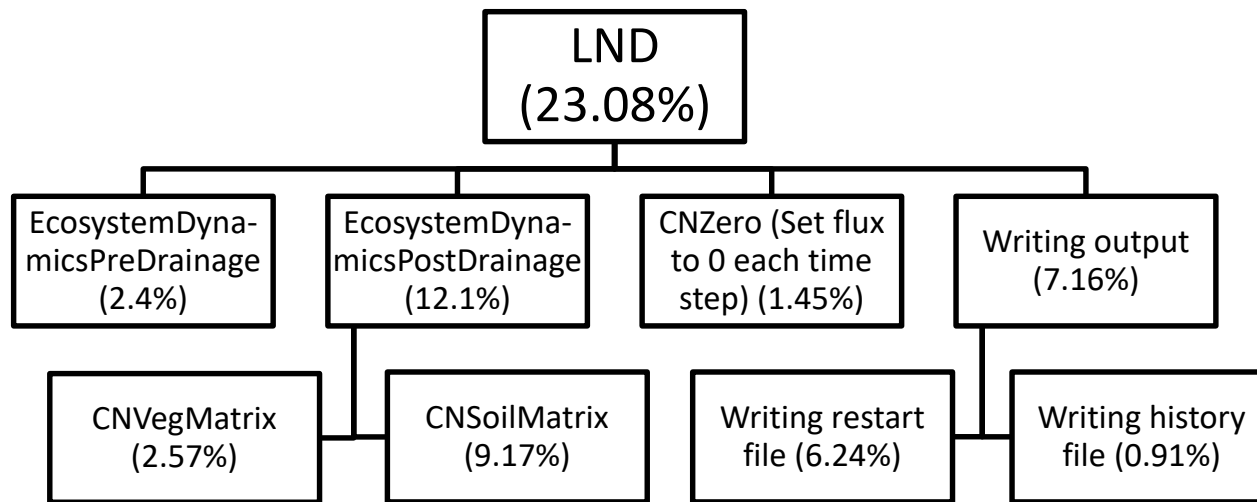 LND
(23.08%)
EcosystemDyna-
micsPreDrainage
(2.4%)
EcosystemDyna-
micsPostDrainage
(12.1%)
CNZero (Set flux
to 0 each time
step) (1.45%)
Writing output
(7.16%)
CNVegMatrix
(2.57%)
CNSoilMatrix
(9.17%)
Writing restart
file (6.24%)
Writing history
file (0.91%)